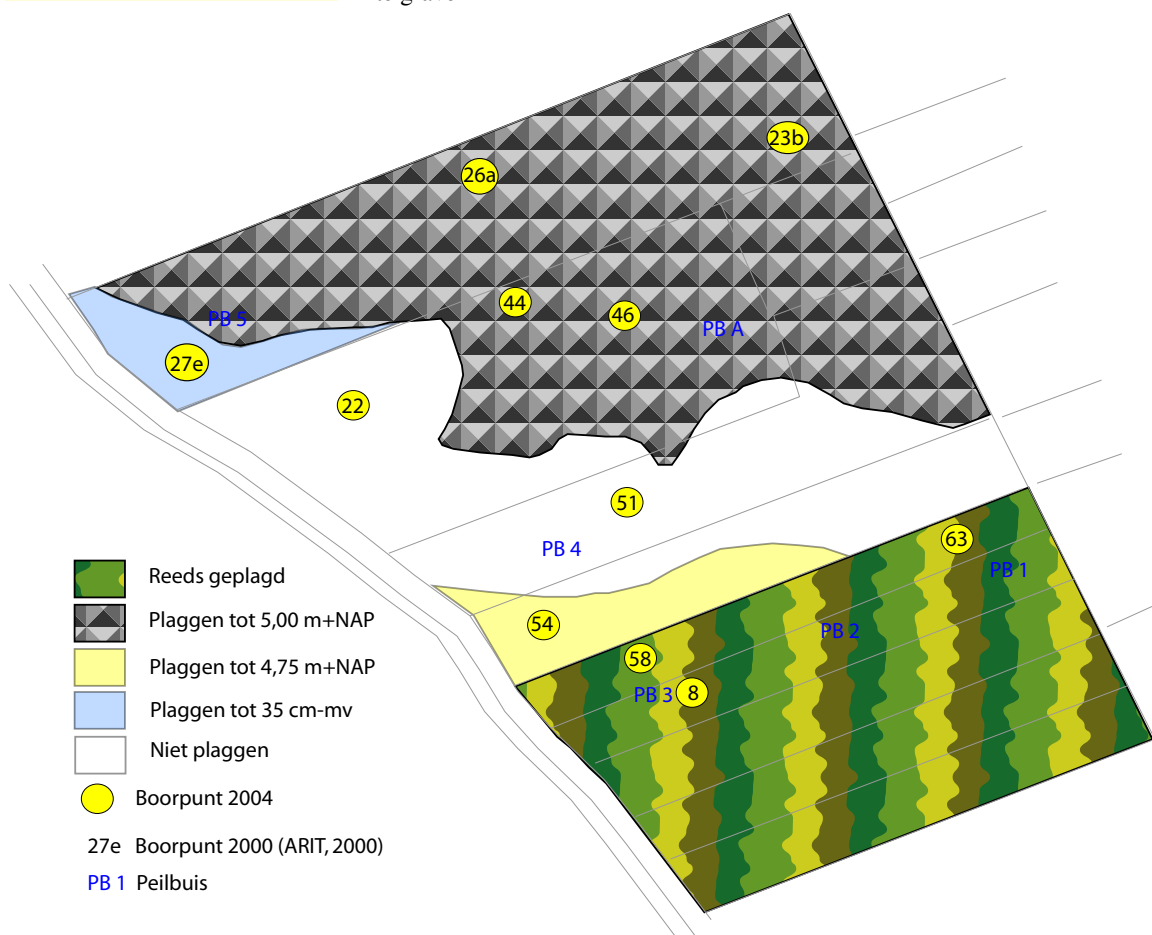 23b
26a
44
46
PB A
PB 5
27e
22
51
63
PB 4
PB 1
54
PB 2
58
PB 3
8
Reeds geplagd
Plaggen tot 5,00 m+NAP
Plaggen tot 4,75 m+NAP
Plaggen tot 35 cm-mv
Niet plaggen
Boorpunt 2004
27e Boorpunt 2000 (ARIT, 2000)
PB 1 Peilbuis